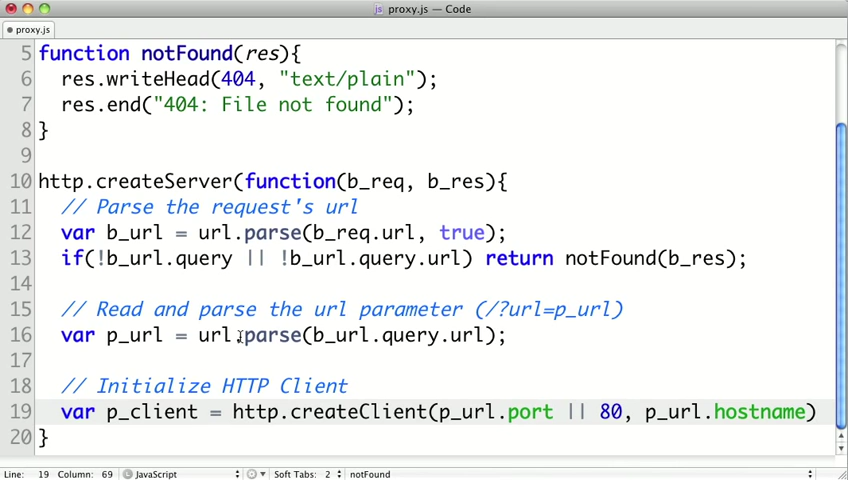 proxy.js — Code
proxy.js
5 function notFound(res){
6 res.writeHead(404, "text/plain");
7 res.end("404: File not found");
8 }
9
10 http.createServer(function(b_req, b_res){
11 // Parse the request's url
12 var b_url = url.parse(b_req.url, true);
13 if(!b_url.query || !b_url.query.url) return notFound(b_res);
14
15 // Read and parse the url parameter (/?url=p_url)
16 var p_url = url.parse(b_url.query.url);
17
18 // Initialize HTTP Client
19 var p_client = http.createClient(p_url.port || 80, p_url.hostname)
20 }
Line: 19 Column: 69 JavaScript Soft Tabs: 2 notFound